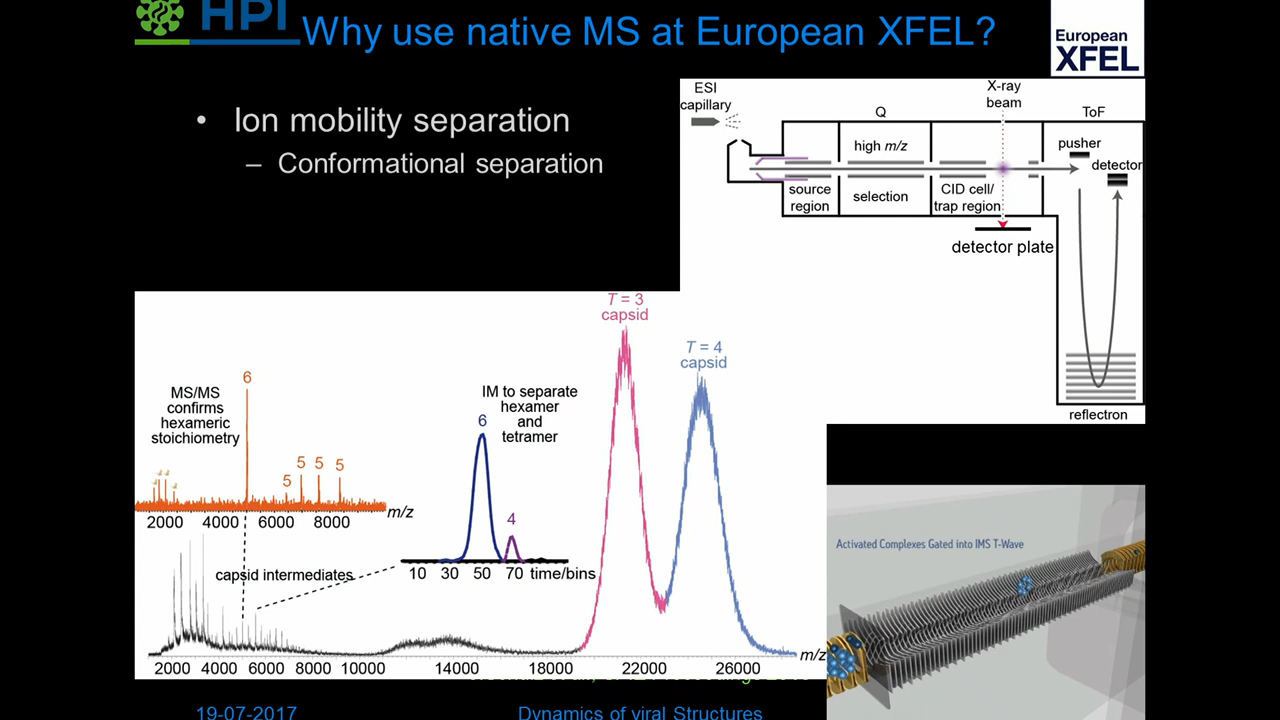 HPI
Why use native MS at European XFEL?
European
XFEL
• Ion mobility separation
– Conformational separation
ESI
capillary
X-ray
beam
Q
ToF
high m/z
pusher
detector
source
region
selection
CID cell/
trap region
detector plate
reflectron
T = 3
capsid
T = 4
capsid
MS/MS
confirms
hexameric
stoichiometry
6
5
5
5
5
2000 4000 6000 8000 m/z
IM to separate
hexamer
and
tetramer
6
4
10 30 50 70 time/bins
capsid intermediates
2000 4000 6000 8000 10000 14000 18000 22000 26000 m/z
Activated Complexes Gated into IMS T-Wave
19-07-2017
Dynamics of viral Structures